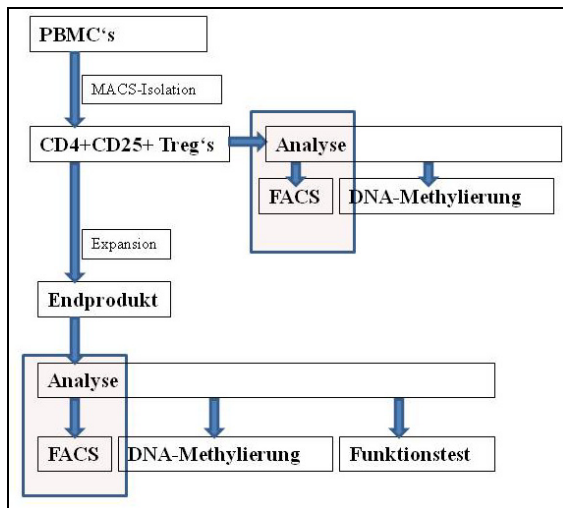 PBMC‘s
MACS-Isolation
CD4+CD25+ Treg‘s
Analyse
FACS
DNA-Methylierung
Expansion
Endprodukt
Analyse
FACS
DNA-Methylierung
Funktionstest